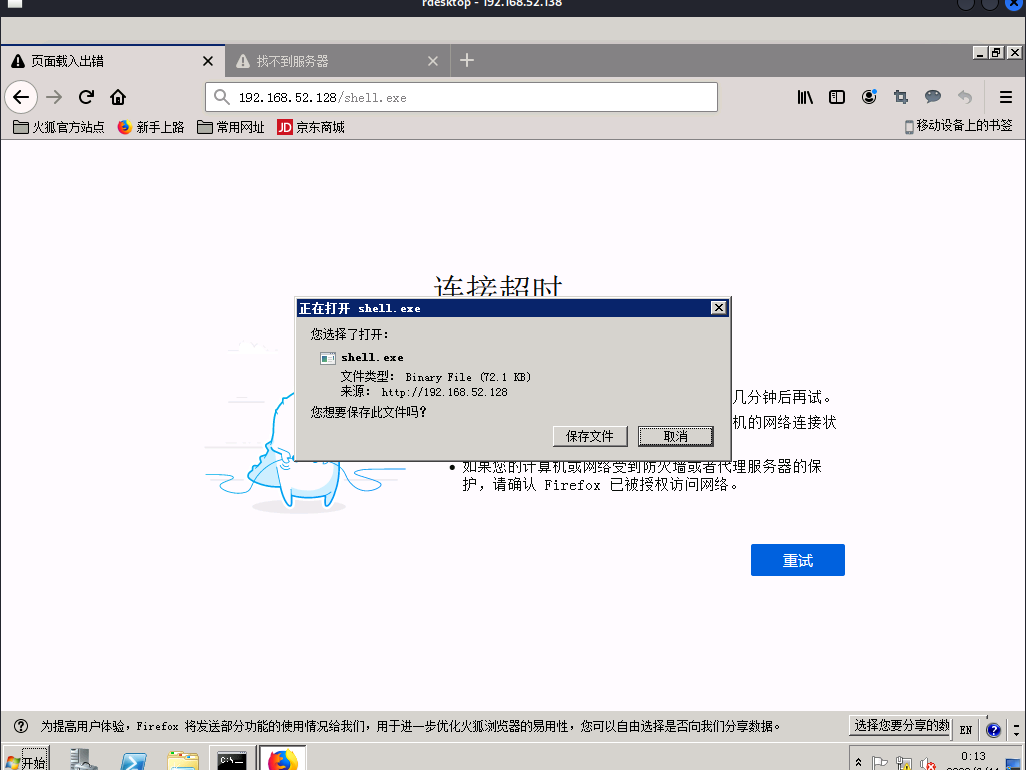 rdesktop - 192.168.52.138
页面载入出错
找不到服务器
192.168.52.128/shell.exe
火狐官方站点 新手上路 常用网址 JD 京东商城 移动设备上的书签
连接超时
正在打开 shell.exe
您选择了打开:
shell.exe
文件类型: Binary File (72.1 KB)
来源: http://192.168.52.128
您想要保存此文件吗?
保存文件 取消
几分钟后再试。
机的网络连接状
如果您的计算机或网络受到防火墙或者代理服务器的保
护，请确认 Firefox 已被授权访问网络。
重试
为提高用户体验，Firefox 将发送部分功能的使用情况给我们，用于进一步优化火狐浏览器的易用性，您可以自由选择是否向我们分享数据。 选择您要分享的数 EN
开始 C:\. 0:13